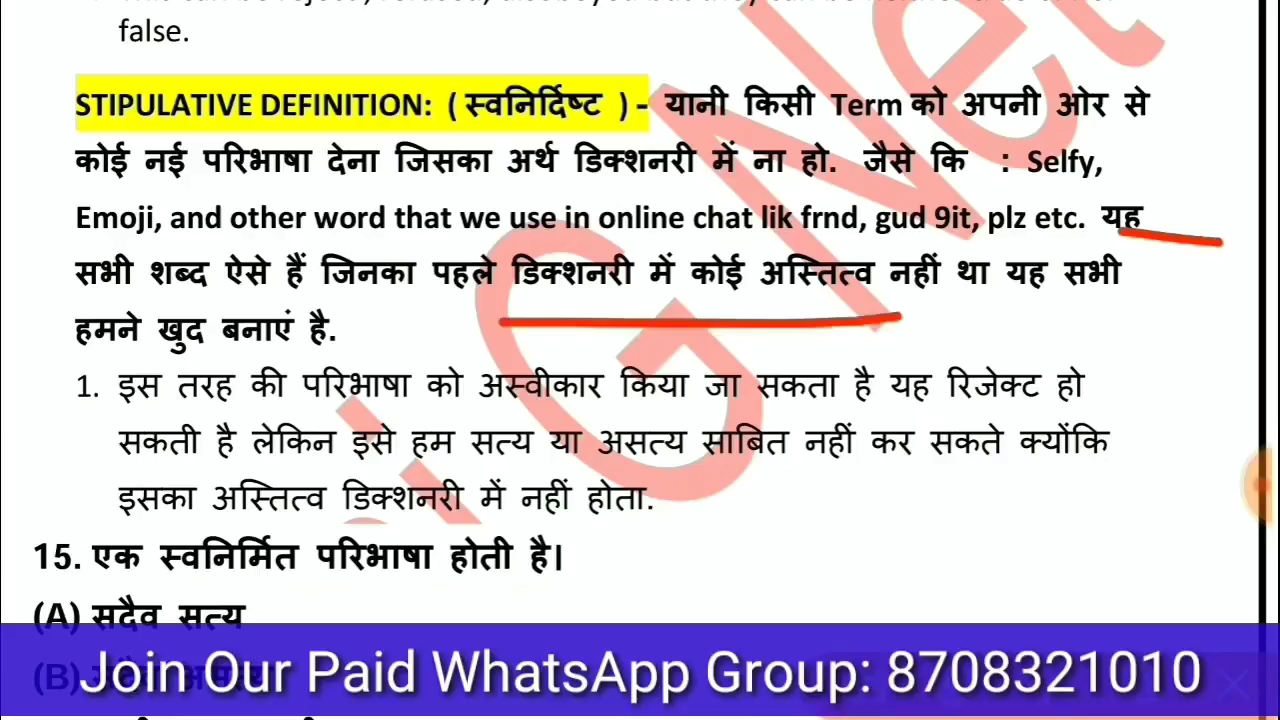 false.
STIPULATIVE DEFINITION: ( स्वनिर्दिष्ट ) - यानी किसी Term को अपनी ओर से
कोई नई परिभाषा देना जिसका अर्थ डिक्शनरी में ना हो. जैसे कि : Selfy,
Emoji, and other word that we use in online chat lik frnd, gud 9it, plz etc. यह
सभी शब्द ऐसे हैं जिनका पहले डिक्शनरी में कोई अस्तित्व नहीं था यह सभी
हमने खुद बनाएं है.
1. इस तरह की परिभाषा को अस्वीकार किया जा सकता है यह रिजेक्ट हो
सकती है लेकिन इसे हम सत्य या असत्य साबित नहीं कर सकते क्योंकि
इसका अस्तित्व डिक्शनरी में नहीं होता.
15. एक स्वनिर्मित परिभाषा होती है।
(A) सदैव सत्य
(B)
Join Our Paid WhatsApp Group: 8708321010